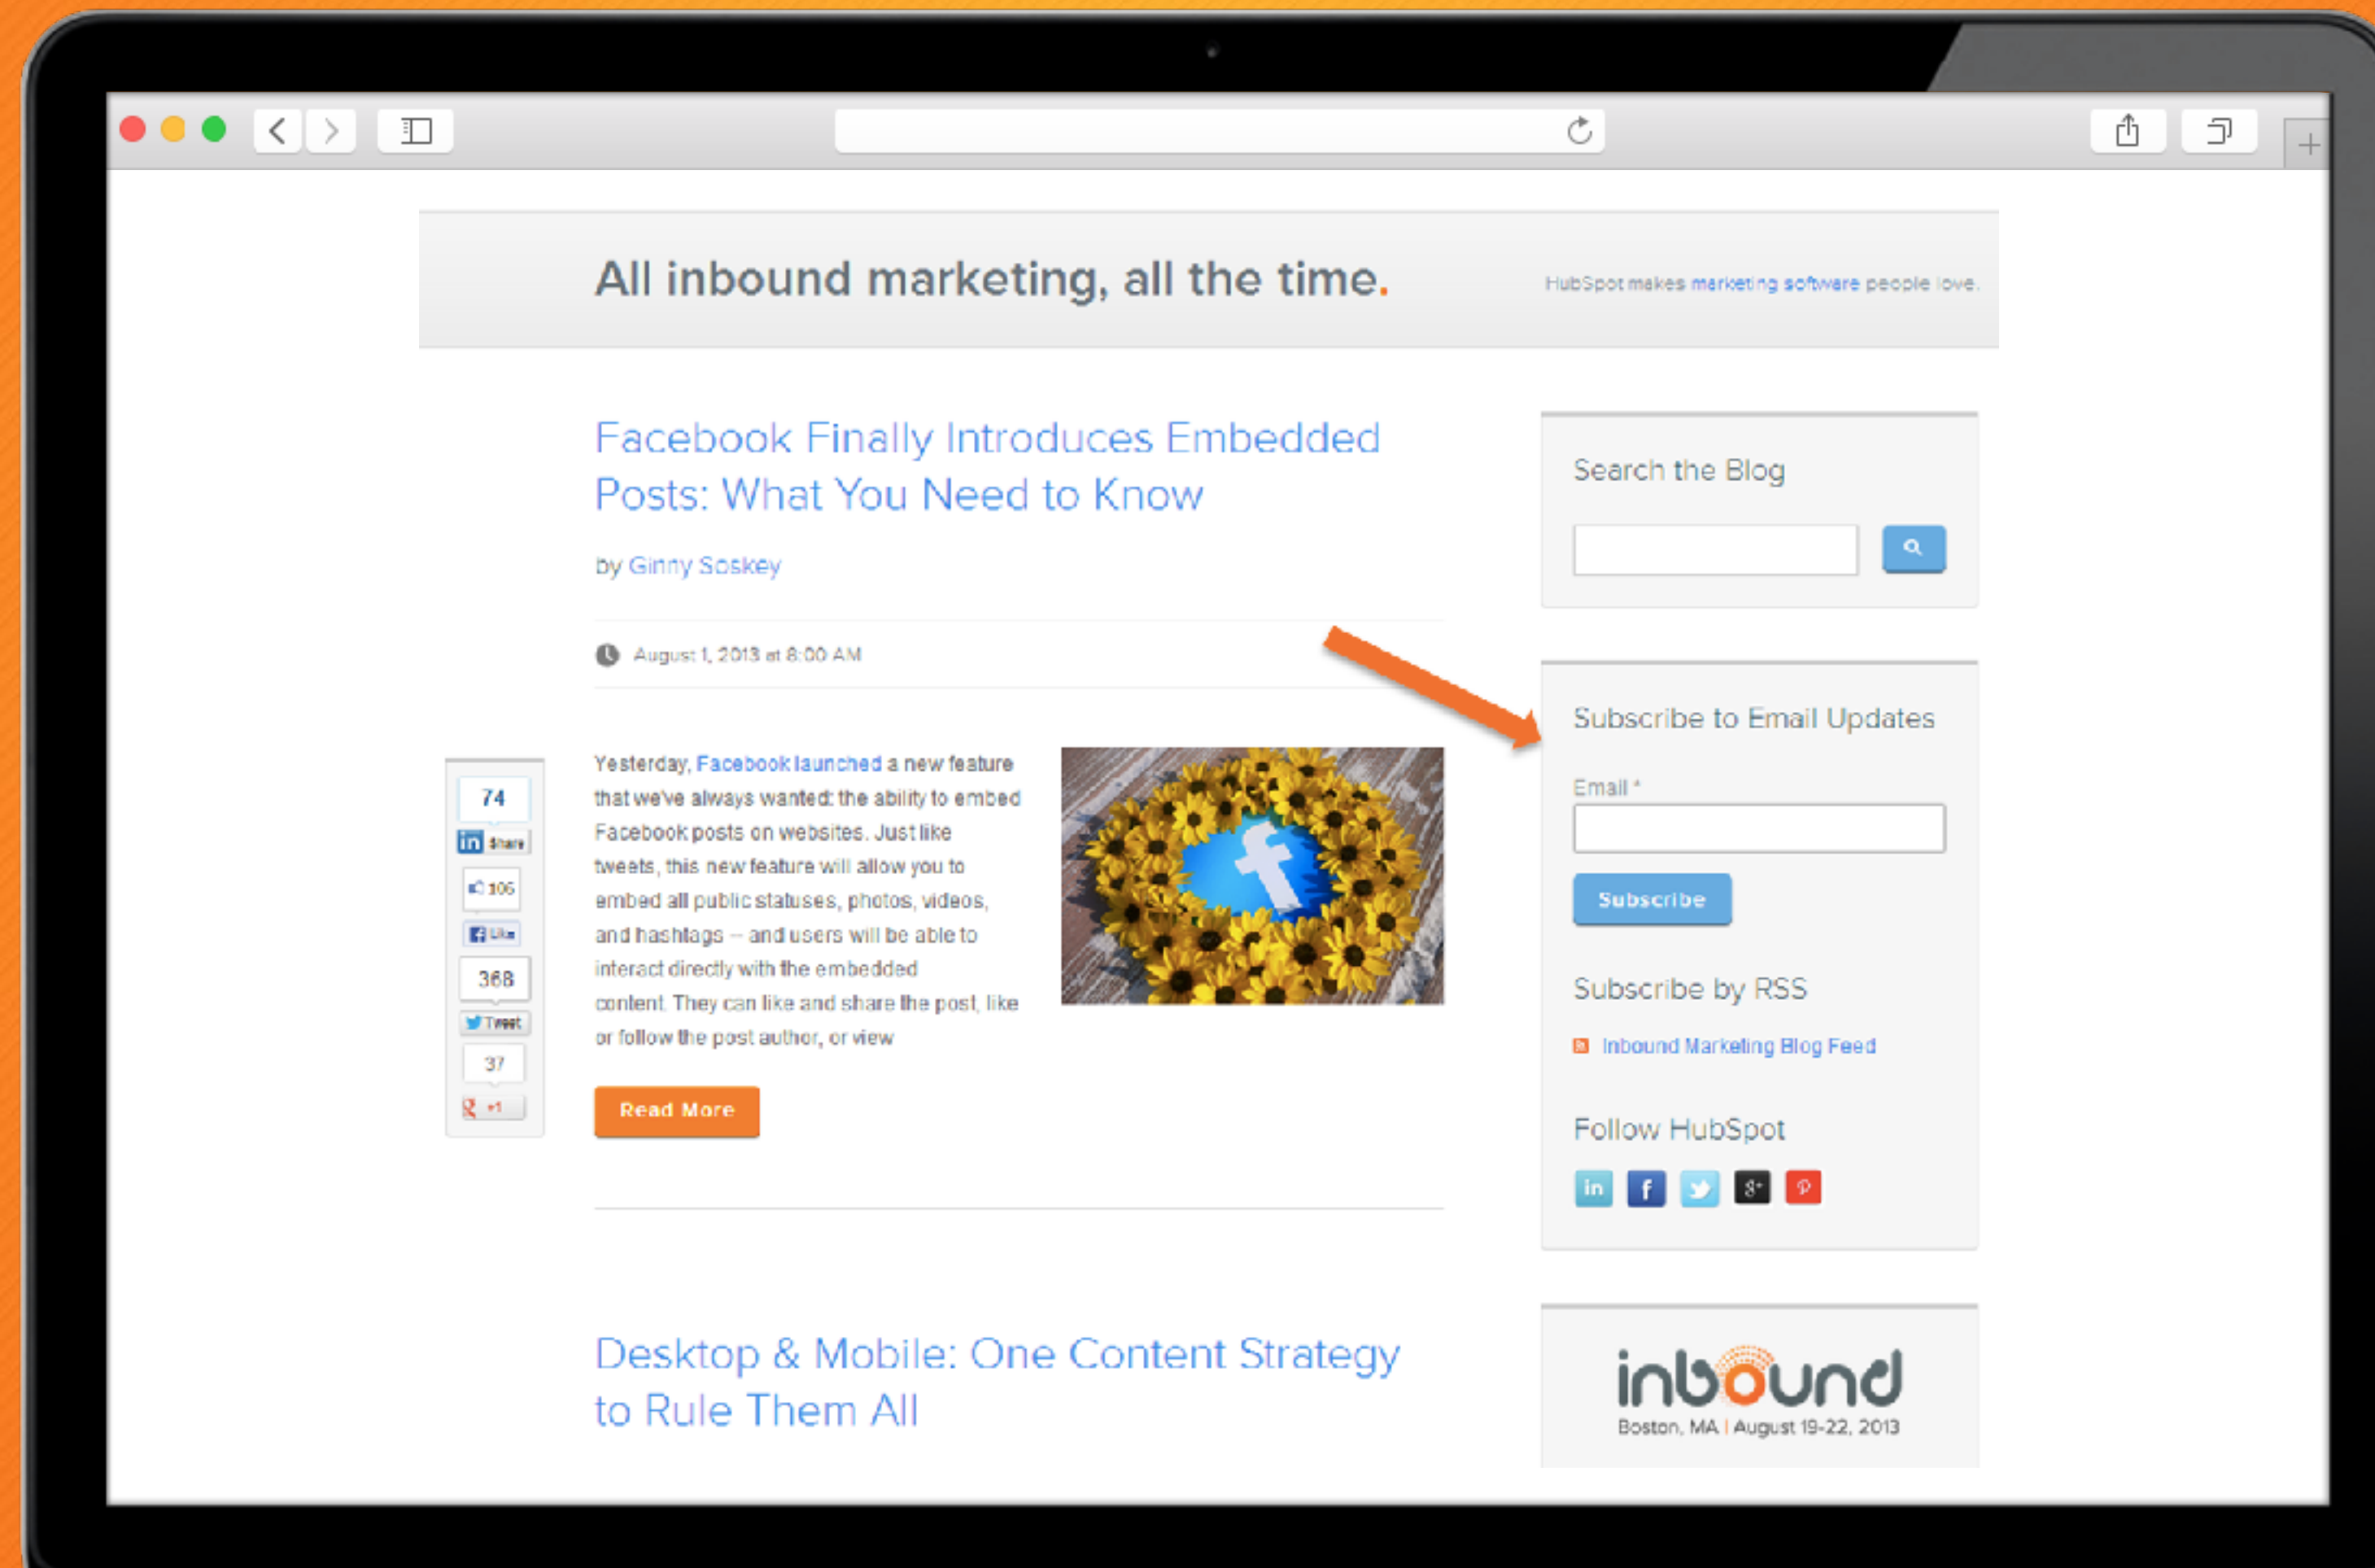 All inbound marketing, all the time.
HubSpot makes marketing software people love.
Facebook Finally Introduces Embedded
Posts: What You Need to Know
by Ginny Soskey
August 1, 2013 at 8:00 AM
Yesterday, Facebook launched a new feature
that we've always wanted: the ability to embed
Facebook posts on websites. Just like
tweets, this new feature will allow you to
embed all public statuses, photos, videos,
and hashtags -- and users will be able to
interact directly with the embedded
content. They can like and share the post, like
or follow the post author, or view
Read More
74
in Share
106
f Like
368
Tweet
37
g +1
Desktop & Mobile: One Content Strategy
to Rule Them All
Search the Blog
Subscribe to Email Updates
Email *
Subscribe
Subscribe by RSS
Inbound Marketing Blog Feed
Follow HubSpot
in f g+
inbound
Boston, MA | August 19-22, 2013